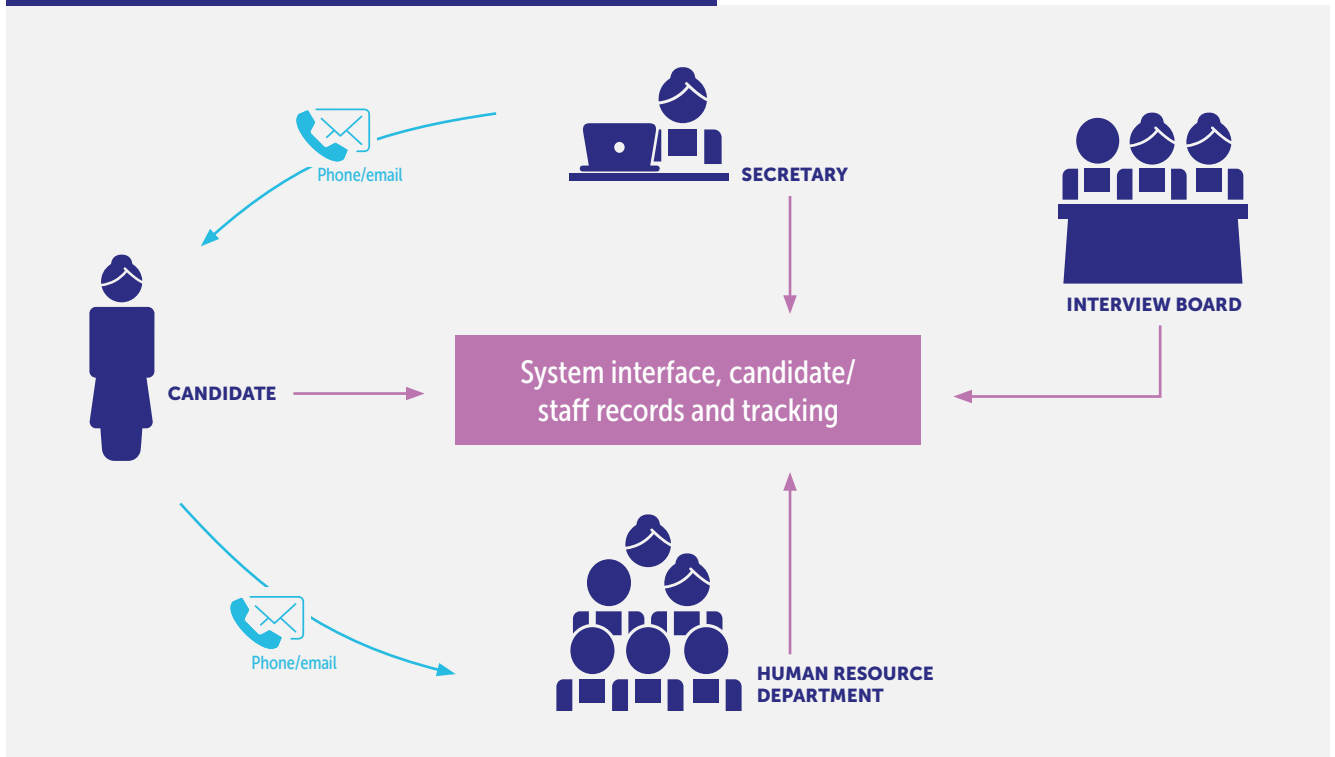 Phone/email
SECRETARY
INTERVIEW BOARD
CANDIDATE
System interface, candidate/
staff records and tracking
Phone/email
HUMAN RESOURCE
DEPARTMENT